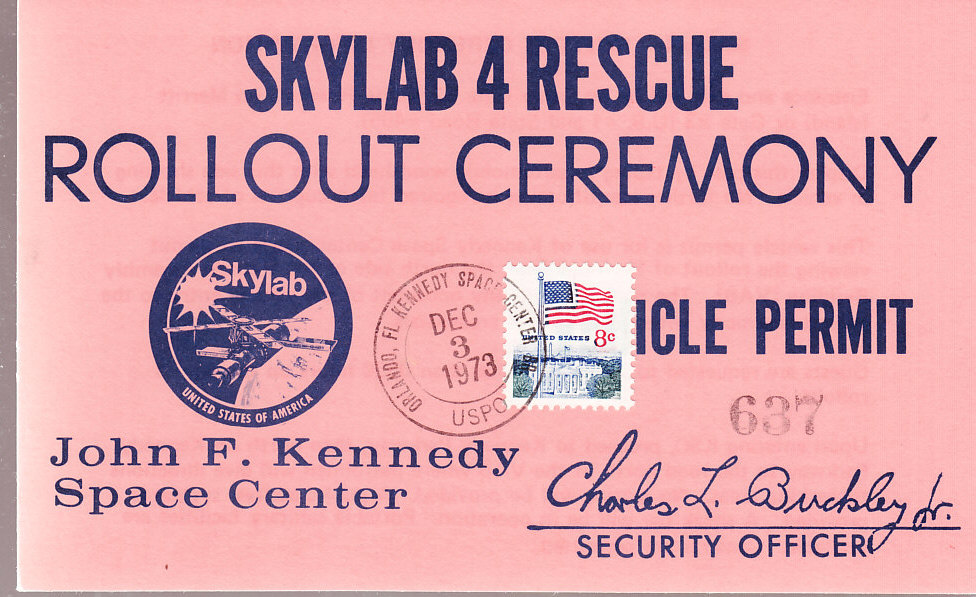 SKYLAB 4 RESCUE
ROLLOUT CEREMONY
Skylab
UNITED STATES OF AMERICA
ORLANDO, FL KENNEDY SPACE CENTER
DEC
3
1973
USPO
UNITED STATES 8c
ICLE PERMIT
637
John F. Kennedy
Space Center
Charles L. Buckley Jr.
SECURITY OFFICER